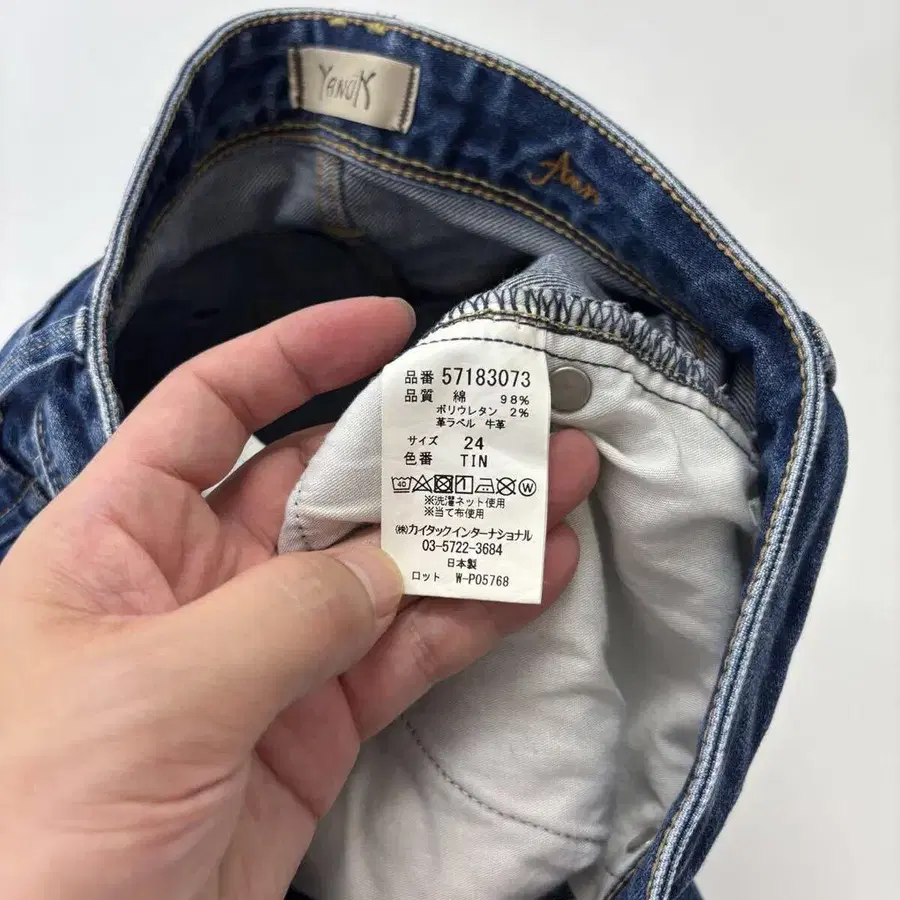 YANUK
Ann
品番 57183073
品質 綿 98%
ポリウレタン 2%
革ラベル 牛革
サイズ 24
色番 TIN
40 W
※洗濯ネット使用
※当て布使用
㈱カイタックインターナショナル
03-5722-3684
日本製
ロット W-P05768